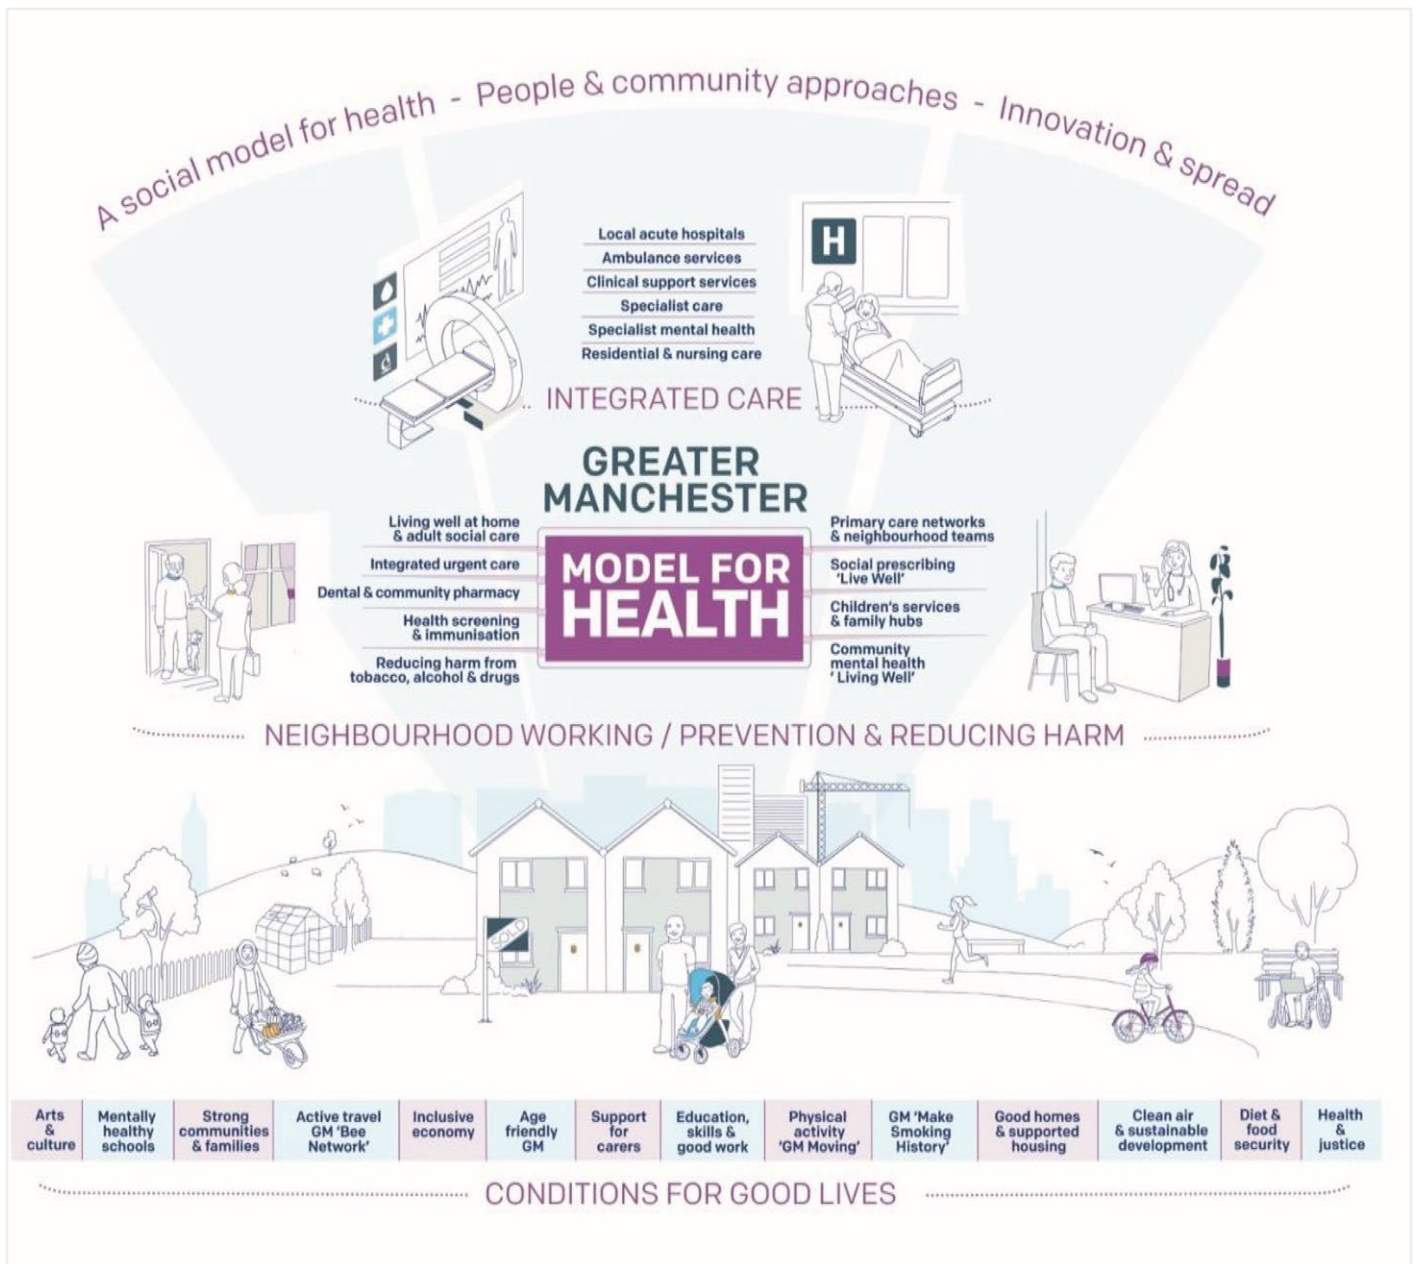 A social model for health - People & community approaches - Innovation & spread
H
Local acute hospitals
Ambulance services
Clinical support services
Specialist care
Specialist mental health
Residential & nursing care
INTEGRATED CARE
GREATER
MANCHESTER
MODEL FOR
HEALTH
Living well at home
& adult social care
Integrated urgent care
Dental & community pharmacy
Health screening
& immunisation
Reducing harm from
tobacco, alcohol & drugs
Primary care networks
& neighbourhood teams
Social prescribing
'Live Well'
Children's services
& family hubs
Community
mental health
' Living Well'
NEIGHBOURHOOD WORKING / PREVENTION & REDUCING HARM
SOLD
Arts
&
culture
Mentally
healthy
schools
Strong
communities
& families
Active travel
GM 'Bee
Network'
Inclusive
economy
Age
friendly
GM
Support
for
carers
Education,
skills &
good work
Physical
activity
'GM Moving'
GM 'Make
Smoking
History'
Good homes
& supported
housing
Clean air
& sustainable
development
Diet &
food
security
Health
&
justice
CONDITIONS FOR GOOD LIVES